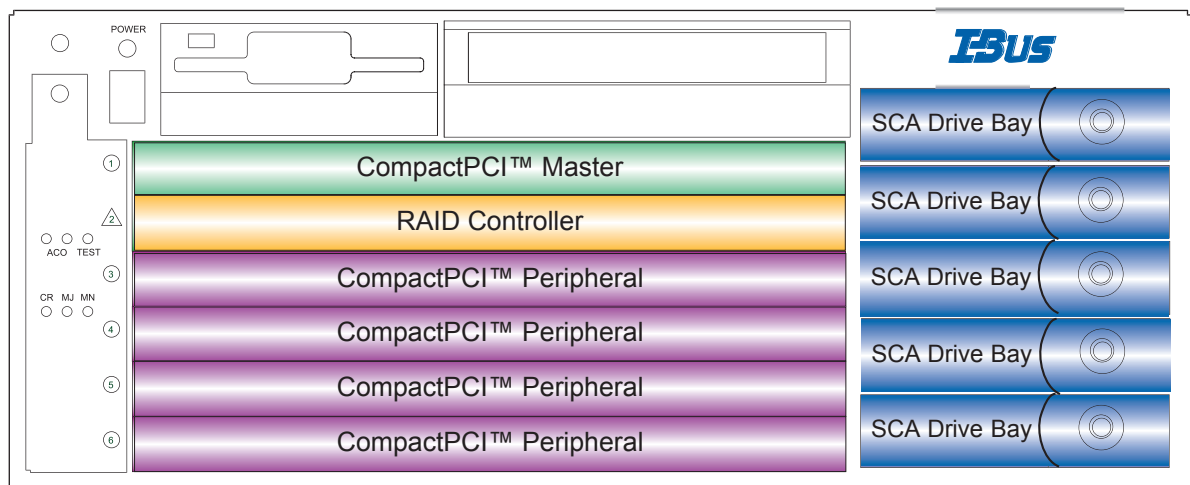 POWER
I-Bus
SCA Drive Bay
1
CompactPCI™ Master
2
RAID Controller
SCA Drive Bay
ACO TEST
3
CompactPCI™ Peripheral
SCA Drive Bay
CR MJ MN
4
CompactPCI™ Peripheral
SCA Drive Bay
5
CompactPCI™ Peripheral
6
CompactPCI™ Peripheral
SCA Drive Bay